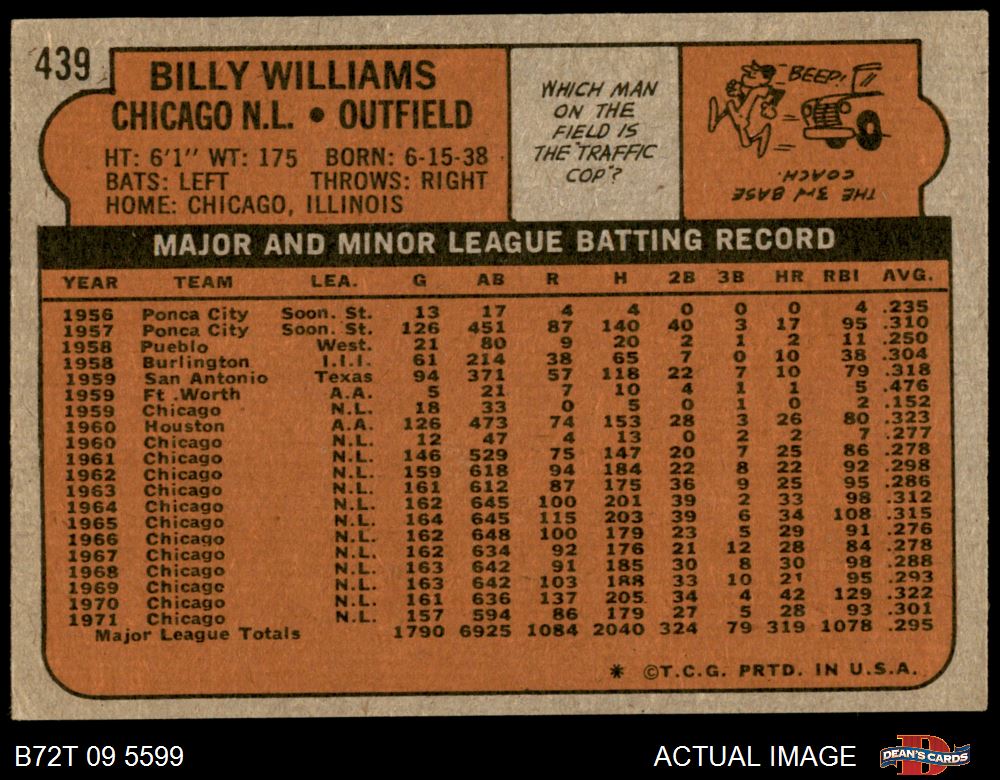 439
BILLY WILLIAMS
CHICAGO N.L. • OUTFIELD
HT: 6'1" WT: 175 BORN: 6-15-38
BATS: LEFT THROWS: RIGHT
HOME: CHICAGO, ILLINOIS
WHICH MAN
ON THE
FIELD IS
THE "TRAFFIC
COP"?
BEEP!
THE 3rd BASE
COACH.
MAJOR AND MINOR LEAGUE BATTING RECORD
YEAR TEAM LEA. G AB R H 2B 3B HR RBI AVG.
1956 Ponca City Soon. St. 13 17 4 4 0 0 0 4 .235
1957 Ponca City Soon. St. 126 451 87 140 40 3 17 95 .310
1958 Pueblo West. 21 80 9 20 2 1 2 11 .250
1958 Burlington I.I.I. 61 214 38 65 7 0 10 38 .304
1959 San Antonio Texas 94 371 57 118 22 7 10 79 .318
1959 Ft .Worth A.A. 5 21 7 10 4 1 1 5 .476
1959 Chicago N.L. 18 33 0 5 0 1 0 2 .152
1960 Houston A.A. 126 473 74 153 28 3 26 80 .323
1960 Chicago N.L. 12 47 4 13 0 2 2 7 .277
1961 Chicago N.L. 146 529 75 147 20 7 25 86 .278
1962 Chicago N.L. 159 618 94 184 22 8 22 92 .298
1963 Chicago N.L. 161 612 87 175 36 9 25 95 .286
1964 Chicago N.L. 162 645 100 201 39 2 33 98 .312
1965 Chicago N.L. 164 645 115 203 39 6 34 108 .315
1966 Chicago N.L. 162 648 100 179 23 5 29 91 .276
1967 Chicago N.L. 162 634 92 176 21 12 28 84 .278
1968 Chicago N.L. 163 642 91 185 30 8 30 98 .288
1969 Chicago N.L. 163 642 103 188 33 10 21 95 .293
1970 Chicago N.L. 161 636 137 205 34 4 42 129 .322
1971 Chicago N.L. 157 594 86 179 27 5 28 93 .301
Major League Totals 1790 6925 1084 2040 324 79 319 1078 .295
* ©T.C.G. PRTD. IN U.S.A.
B72T 09 5599 ACTUAL IMAGE DEAN'S CARDS